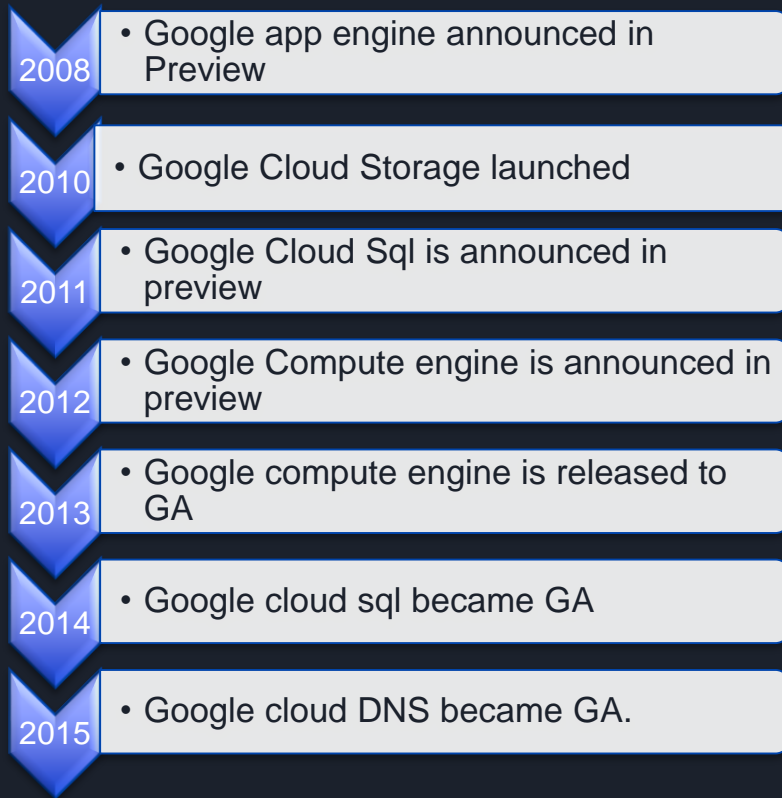 2008
• Google app engine announced in
Preview
2010
• Google Cloud Storage launched
2011
• Google Cloud Sql is announced in
preview
2012
• Google Compute engine is announced in
preview
2013
• Google compute engine is released to
GA
2014
• Google cloud sql became GA
2015
• Google cloud DNS became GA.